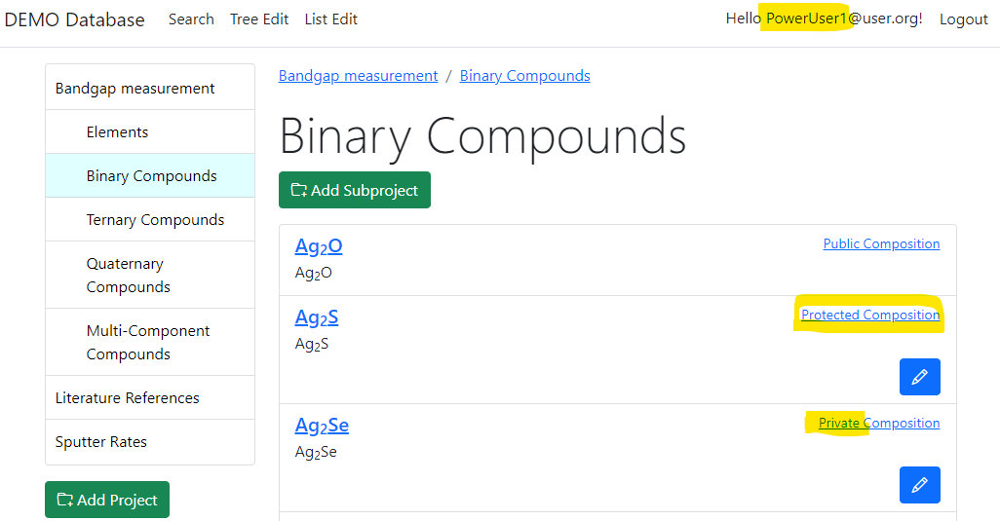 DEMO Database Search Tree Edit List Edit Hello PowerUser1@user.org! Logout
Bandgap measurement
Elements
Binary Compounds
Ternary Compounds
Quaternary
Compounds
Multi-Component
Compounds
Literature References
Sputter Rates
Add Project
Bandgap measurement / Binary Compounds
Binary Compounds
Add Subproject
Ag₂O Public Composition
Ag₂O
Ag₂S Protected Composition
Ag₂S
Ag₂Se Private Composition
Ag₂Se